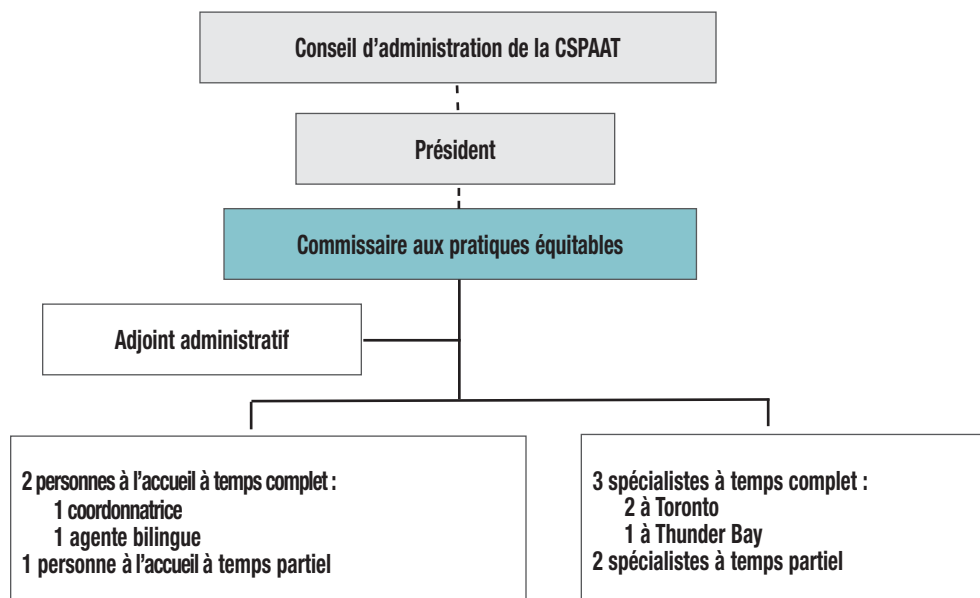 Conseil d'administration de la CSPAAT
Président
Commissaire aux pratiques équitables
Adjoint administratif
2 personnes à l'accueil à temps complet :
1 coordonnatrice
1 agente bilingue
1 personne à l'accueil à temps partiel
3 spécialistes à temps complet :
2 à Toronto
1 à Thunder Bay
2 spécialistes à temps partiel